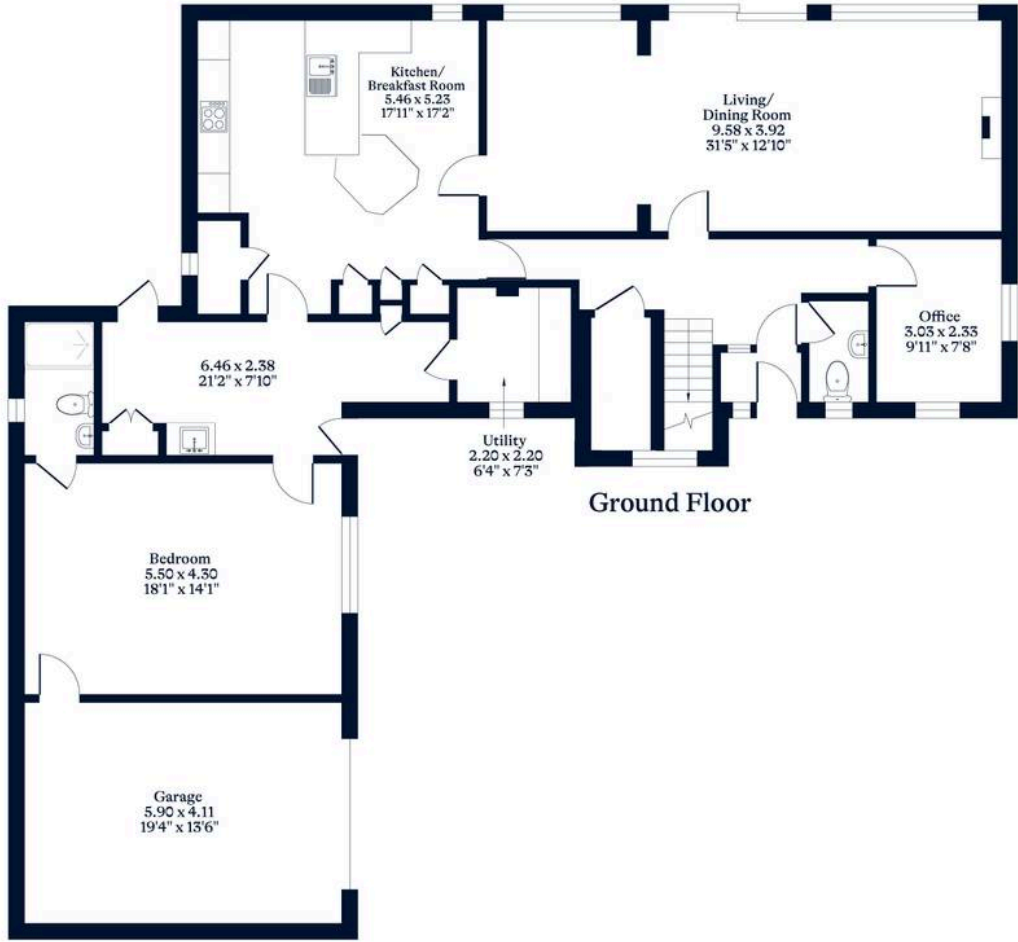 Kitchen/
Breakfast Room
5.46 x 5.23
17'11" x 17'2"
Living/
Dining Room
9.58 x 3.92
31'5" x 12'10"
Office
3.03 x 2.33
9'11" x 7'8"
6.46 x 2.38
21'2" x 7'10"
Utility
2.20 x 2.20
6'4" x 7'3"
Ground Floor
Bedroom
5.50 x 4.30
18'1" x 14'1"
Garage
5.90 x 4.11
19'4" x 13'6"